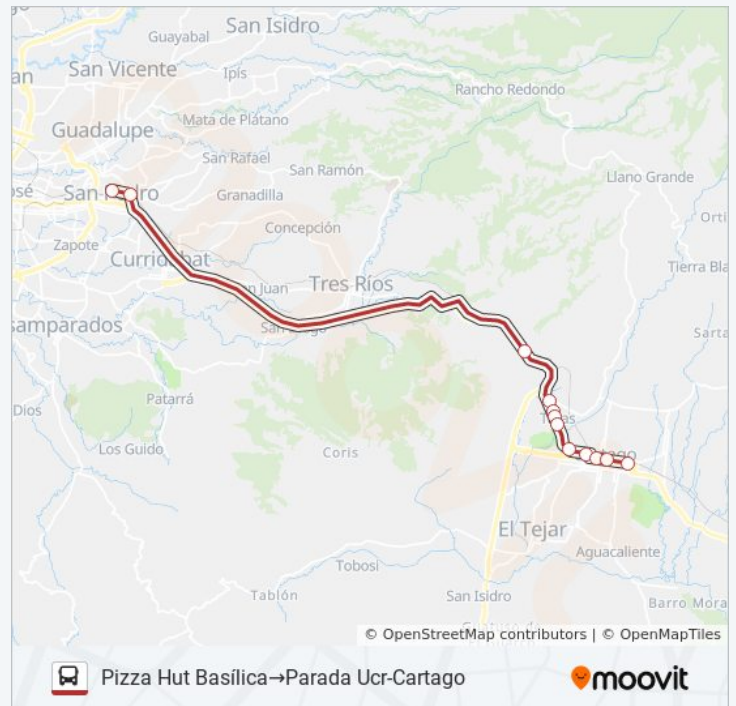 San Isidro
Guayabal
San Vicente
Ipís
Rancho Redondo
Guadalupe
Mata de Plátano
San Rafael
San Ramón
Llano Grande
San
Granadilla
Zapote
Concepción
Orti
Curridabat
Tres Ríos
Tierra Bla
samparados
Sarta
Patarrá
Dios
Los Guido
Coris
El Tejar
Aguacaliente
Tobosi
Tablón
San Isidro
Barro Mora
© OpenStreetMap contributors | © OpenMapTiles
Pizza Hut Basílica→Parada Ucr-Cartago
moovit